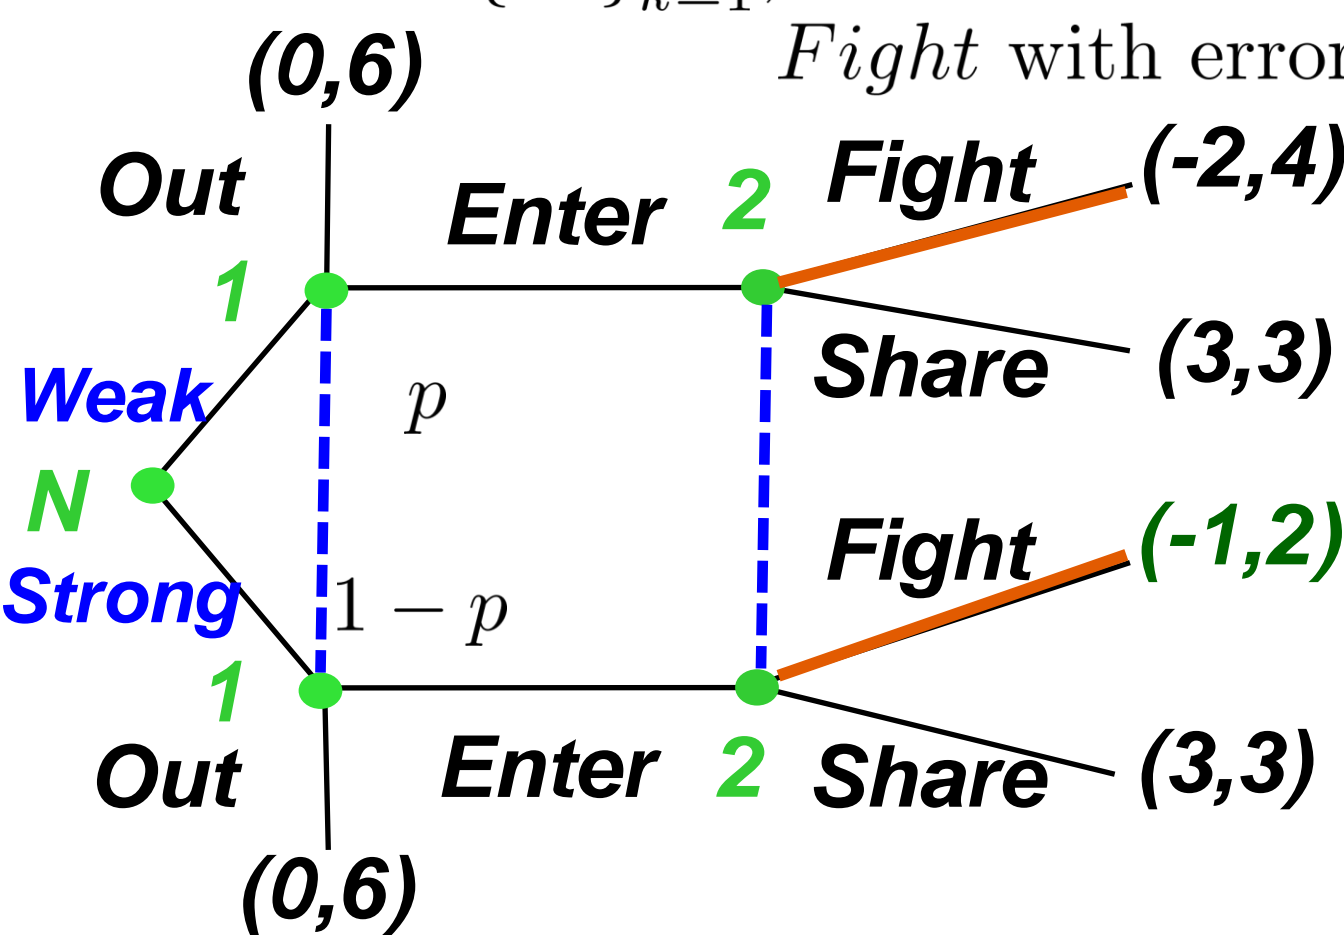 (0,6)
Fight with error
Out
Enter
2
Fight
(-2,4)
1
Share
(3,3)
Weak
p
N
Strong
1 − p
Fight
(-1,2)
1
Out
Enter
2
Share
(3,3)
(0,6)